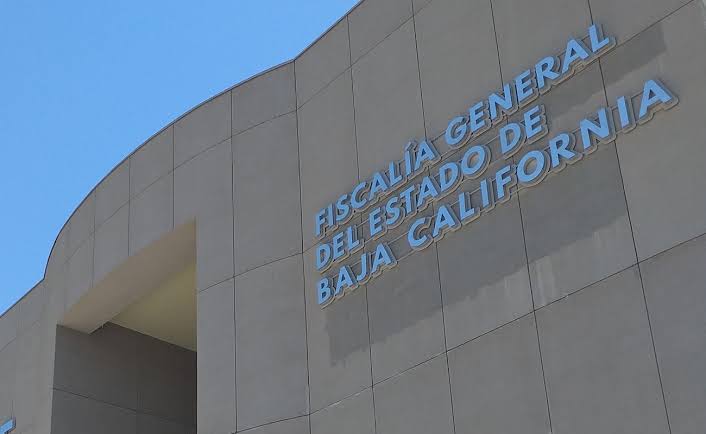 FISCALÍA GENERAL
DEL ESTADO DE
BAJA CALIFORNIA